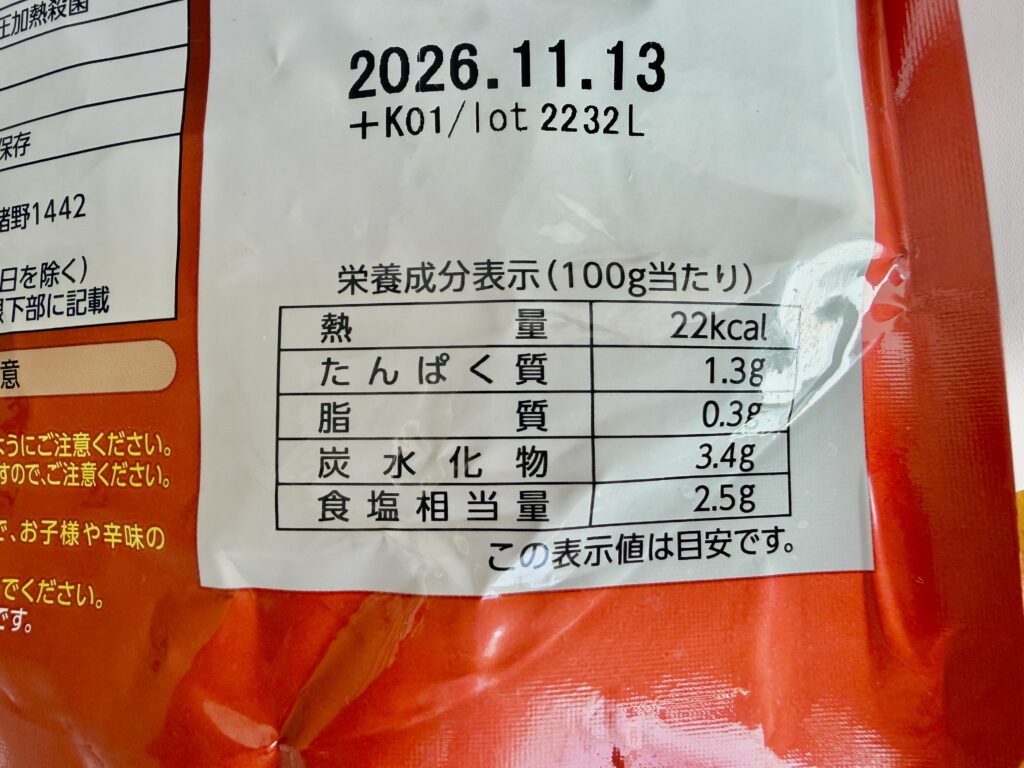 圧加熱殺菌
保存
猪野1442
日を除く)
下部に記載
意
ようにご注意ください。
すので、ご注意ください。
で、お子様や辛味の
でください。
です。
2026.11.13
+K01/lot 2232L
栄養成分表示(100g当たり)
熱量 22kcal
たんぱく質 1.3g
脂質 0.3g
炭水化物 3.4g
食塩相当量 2.5g
この表示値は目安です。